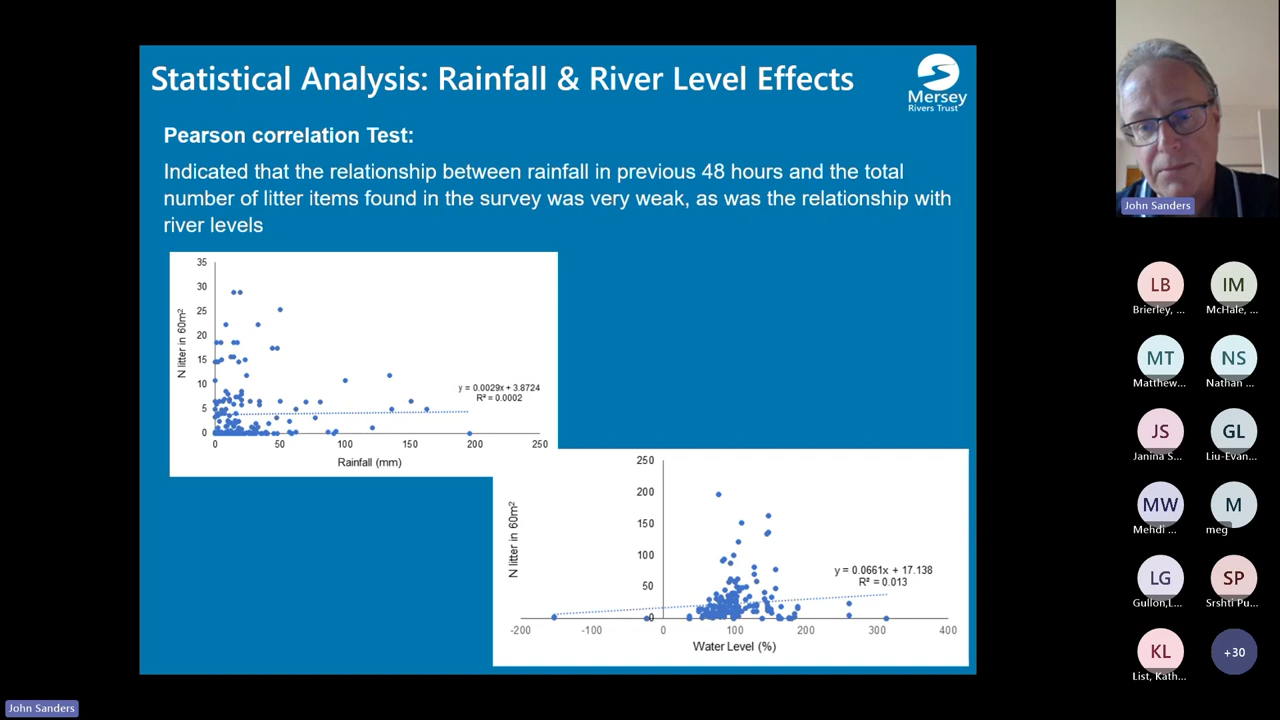 Statistical Analysis: Rainfall & River Level Effects
Mersey
Rivers Trust
Pearson correlation Test:
Indicated that the relationship between rainfall in previous 48 hours and the total
number of litter items found in the survey was very weak, as was the relationship with
river levels
35
30
25
20
15
10
5
0
N litter in 60m²
y = 0.0029x + 3.8724
R² = 0.0002
0 50 100 150 200 250
Rainfall (mm)
250
200
150
100
50
0
N litter in 60m²
y = 0.0661x + 17.138
R² = 0.013
-200 -100 0 100 200 300 400
Water Level (%)
John Sanders
LB IM
Brierley, ... McHale, ...
MT NS
Matthew... Nathan ...
JS GL
Janina S... Liu-Evan...
MW M
Mehdi ... meg
LG SP
Gullon,L... Srshti Pu...
KL +30
List, Kath...
John Sanders